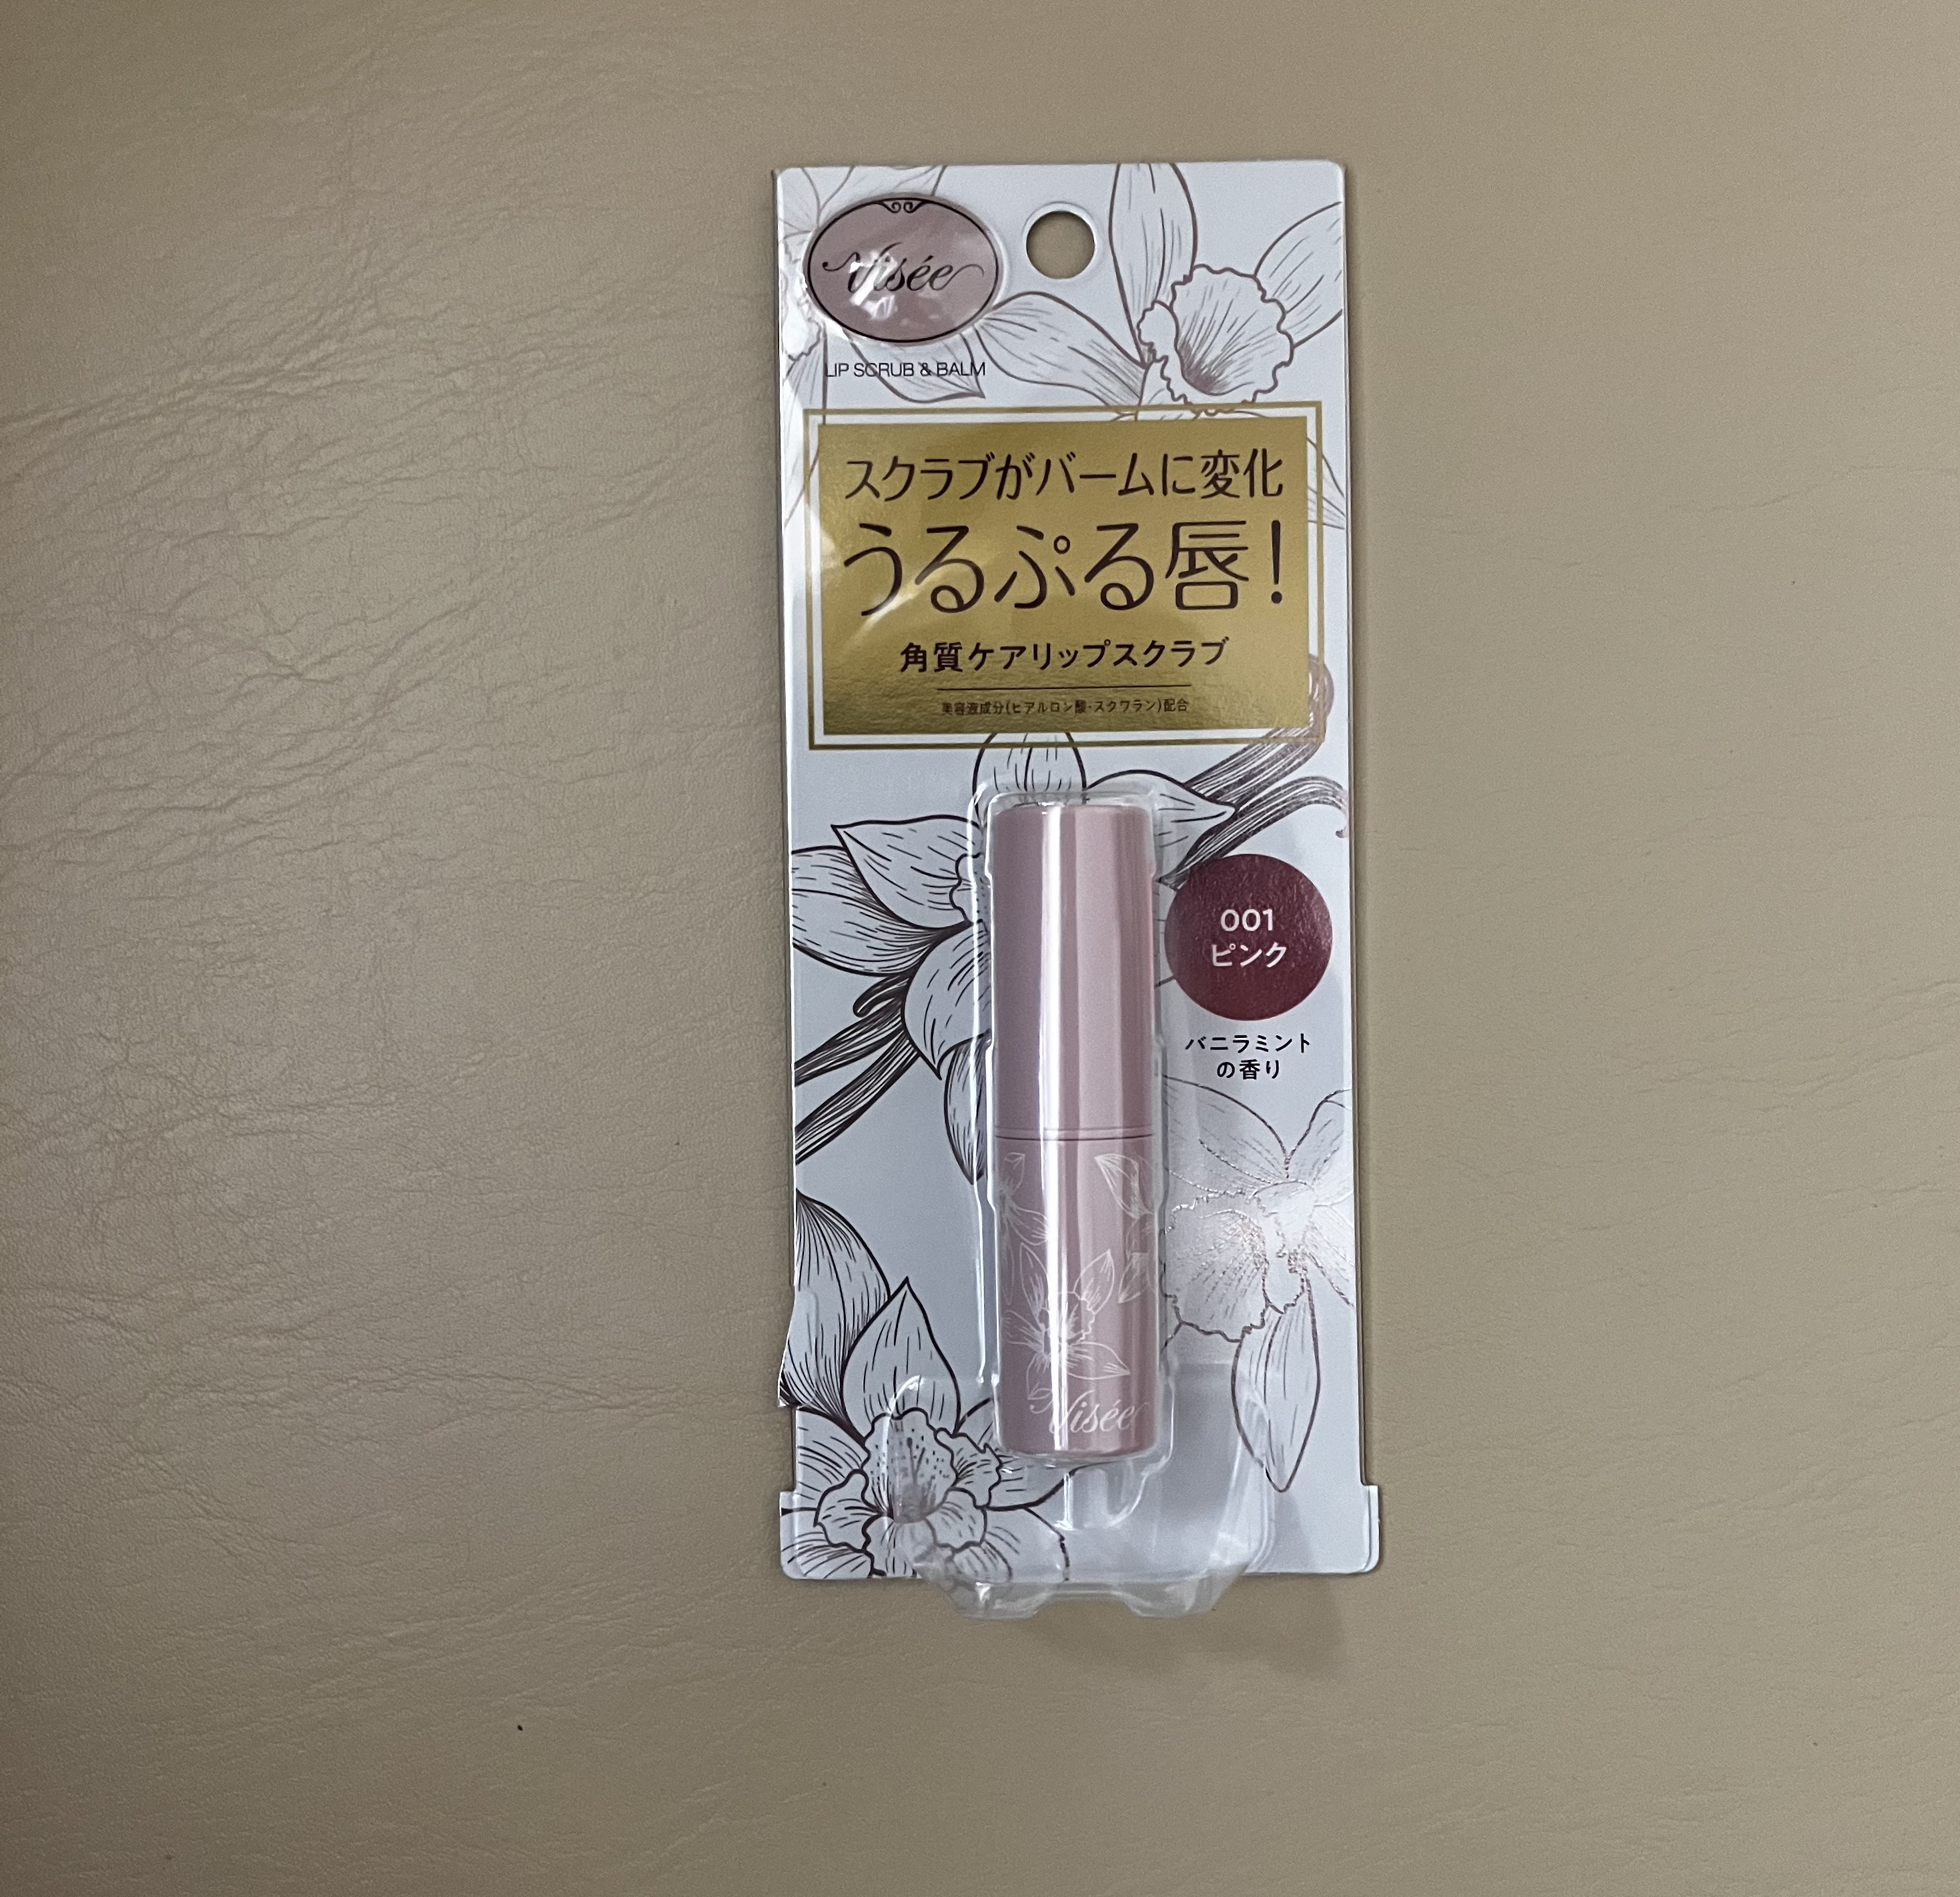 Visée
LIP SCRUB & BALM
スクラブがバームに変化
うるぷる唇!
角質ケアリップスクラブ
美容液成分(ヒアルロン酸・スクワラン)配合
001
ピンク
バニラミント
の香り
Visée